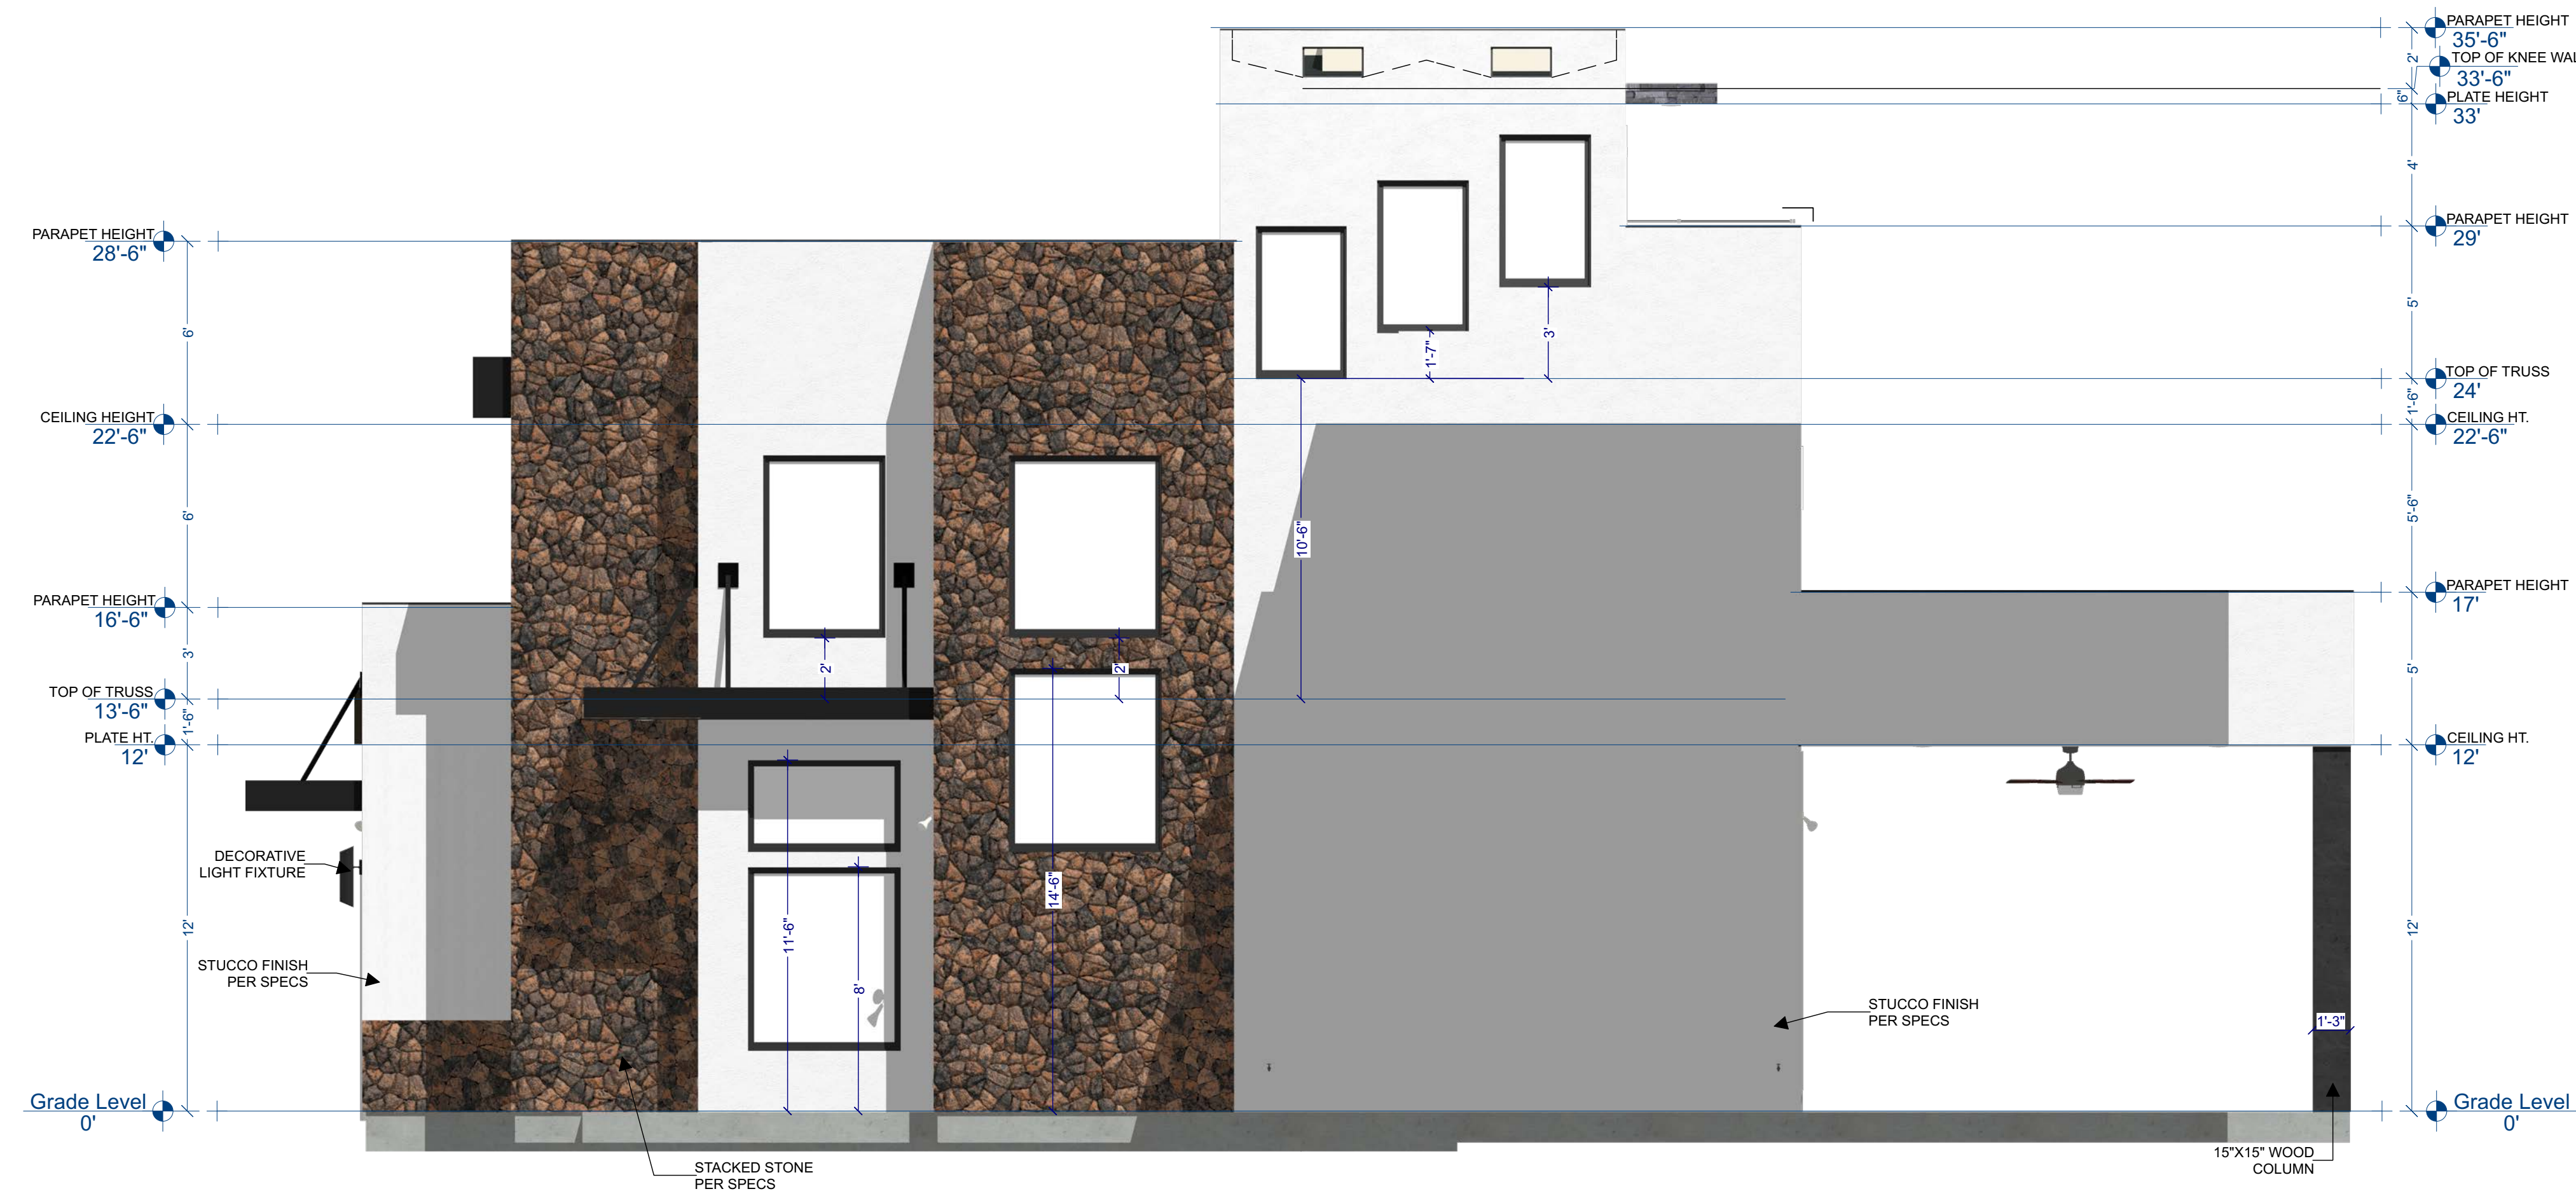 PARAPET HEIGHT
35'-6"
2'
TOP OF KNEE WAL
33'-6"
6"
PLATE HEIGHT
33'
4'
PARAPET HEIGHT
29'
5'
TOP OF TRUSS
24'
1'-6"
CEILING HT.
22'-6"
5'-6"
PARAPET HEIGHT
17'
5'
CEILING HT.
12'
12'
Grade Level
0'
PARAPET HEIGHT
28'-6"
6'
CEILING HEIGHT
22'-6"
6'
PARAPET HEIGHT
16'-6"
3'
TOP OF TRUSS
13'-6"
1'-6"
PLATE HT.
12'
12'
Grade Level
0'
DECORATIVE
LIGHT FIXTURE
STUCCO FINISH
PER SPECS
STACKED STONE
PER SPECS
2'
2'
11'-6"
8'
14'-6"
10'-6"
1'-7"
3'
STUCCO FINISH
PER SPECS
1'-3"
15"X15" WOOD
COLUMN